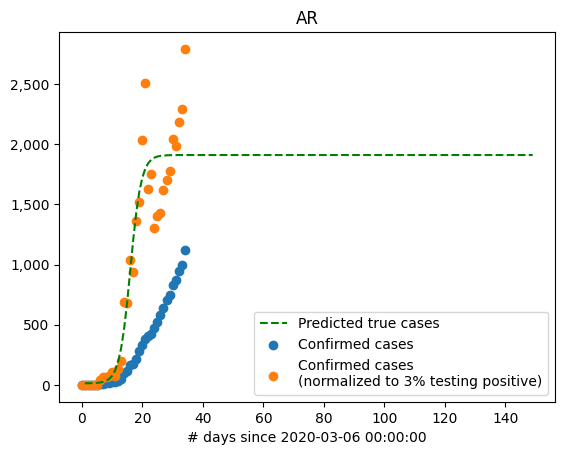 AR
2,500
2,000
1,500
1,000
500
0
Predicted true cases
Confirmed cases
Confirmed cases
(normalized to 3% testing positive)
0 20 40 60 80 100 120 140
# days since 2020-03-06 00:00:00